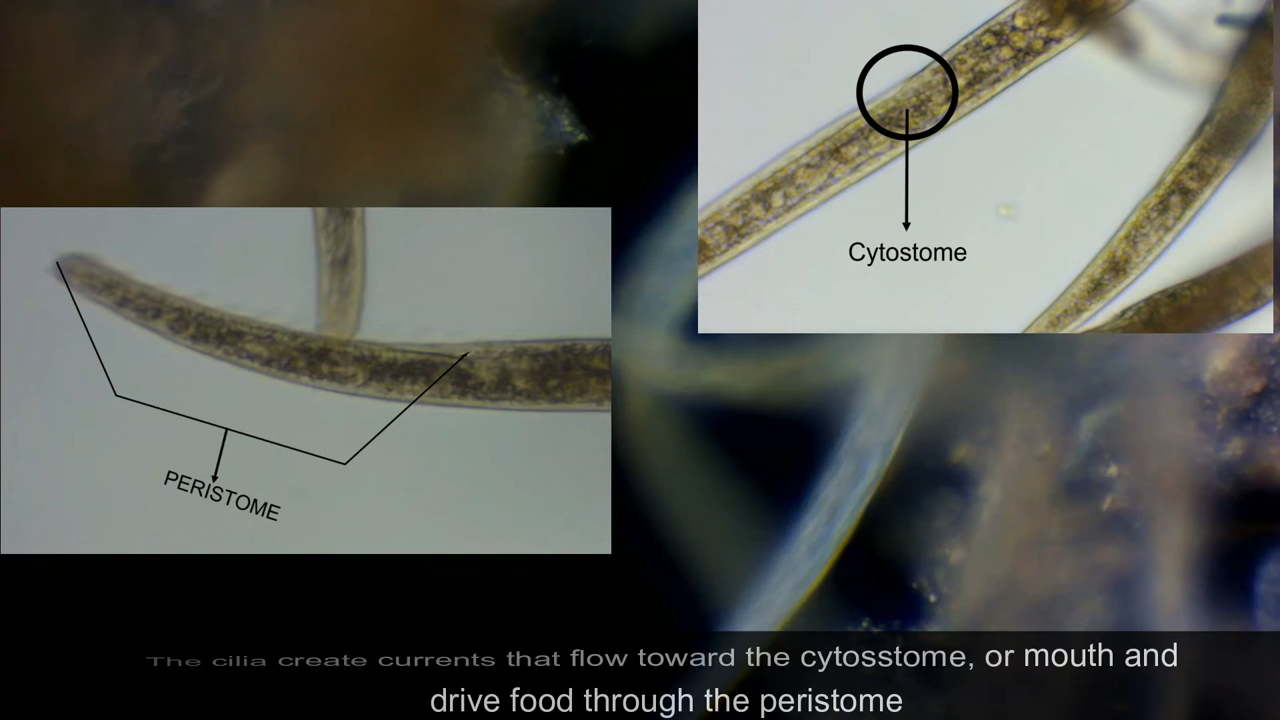 Cytostome
PERISTOME
The cilia create currents that flow toward the cytosstome, or mouth and
drive food through the peristome